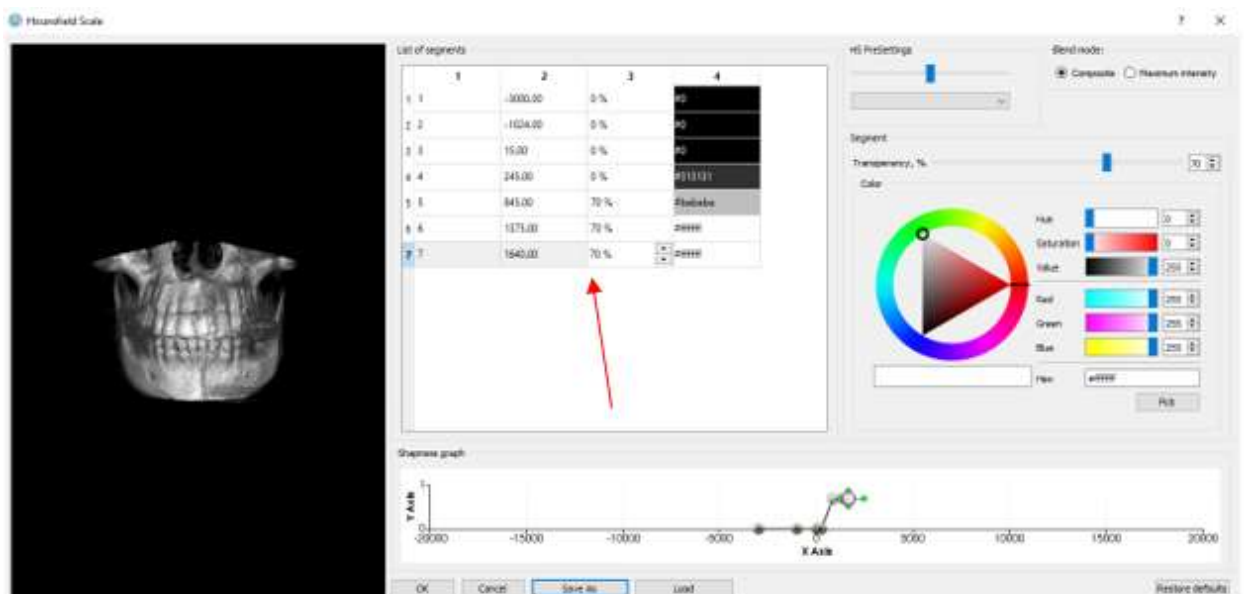 Hounsfield Scale
? ×
List of segments
1 2 3 4
1 1 -3000.00 0 % #0
2 2 -1024.00 0 % #0
3 3 15.00 0 % #0
4 4 245.00 0 % #313131
5 5 845.00 70 % #bababa
6 6 1375.00 70 % #ffffff
7 7 1640.00 70 % #ffffff
HS PreSettings
Blend mode:
Composite Maximum intensity
Segment
Transparency, % 70
Color
Hue 0
Saturation 0
Value 255
Red 255
Green 255
Blue 255
Hex #ffffff
Pick
Shapness graph
Y Axis
1
0
-20000 -15000 -10000 -5000 0 5000 10000 15000 20000
X Axis
OK Cancel Save As Load Restore defaults